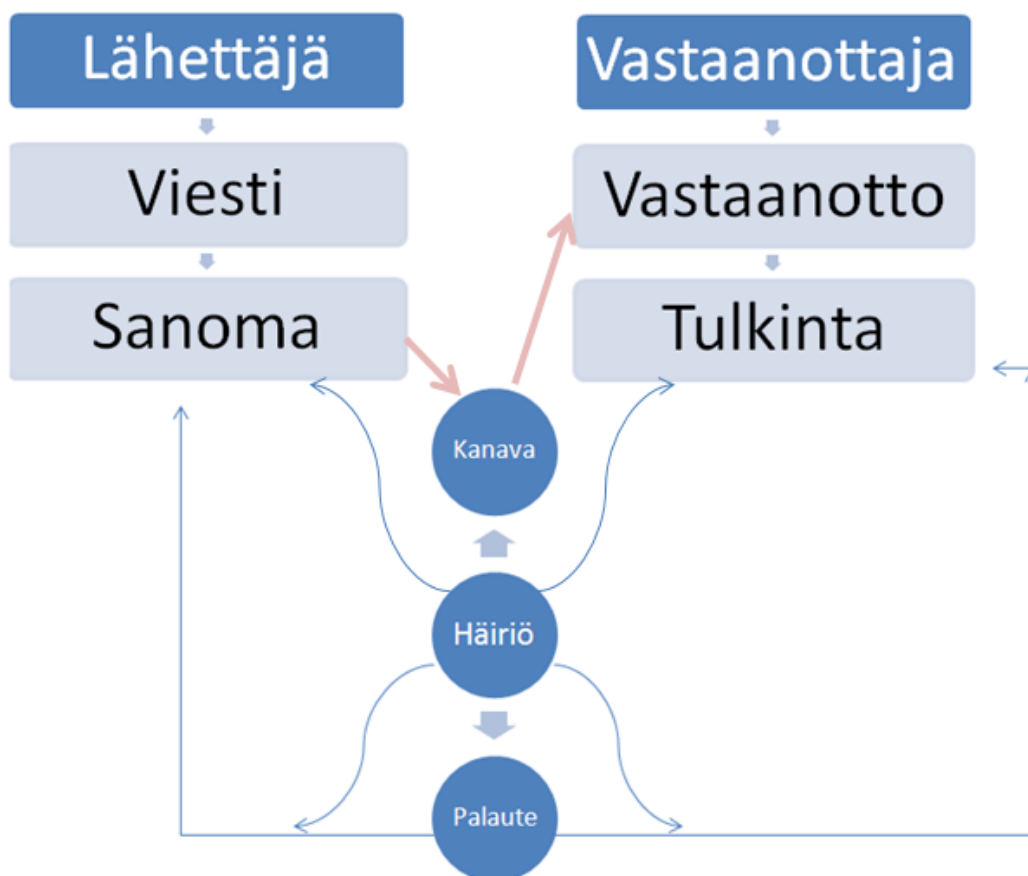 Lähettäjä
Viesti
Sanoma
Vastaanottaja
Vastaanotto
Tulkinta
Kanava
Häiriö
Palaute